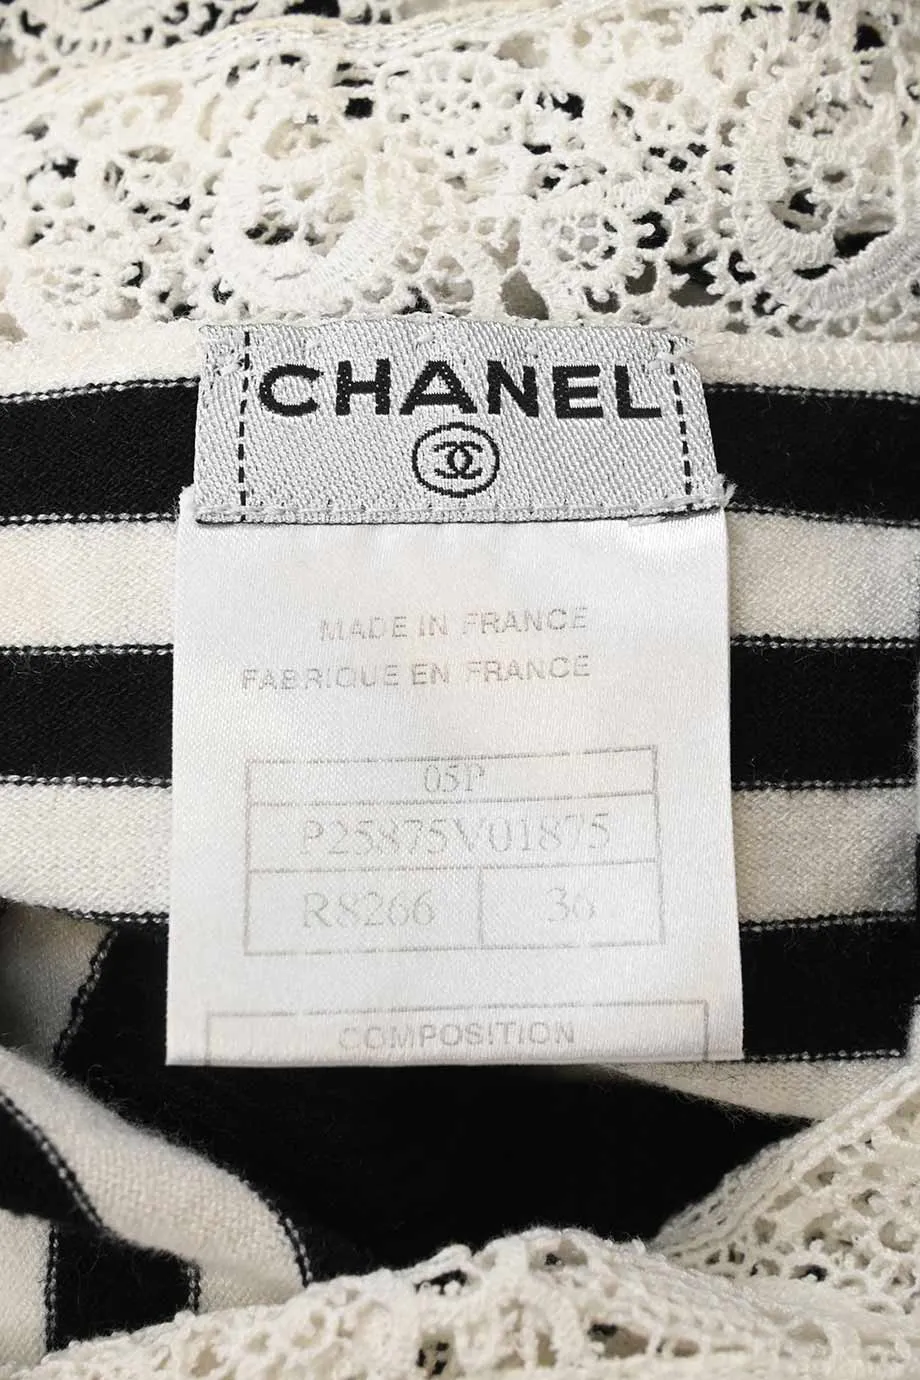 CHANEL
MADE IN FRANCE
FABRIQUE EN FRANCE
05P
P25875V01875
R8266 36
COMPOSITION